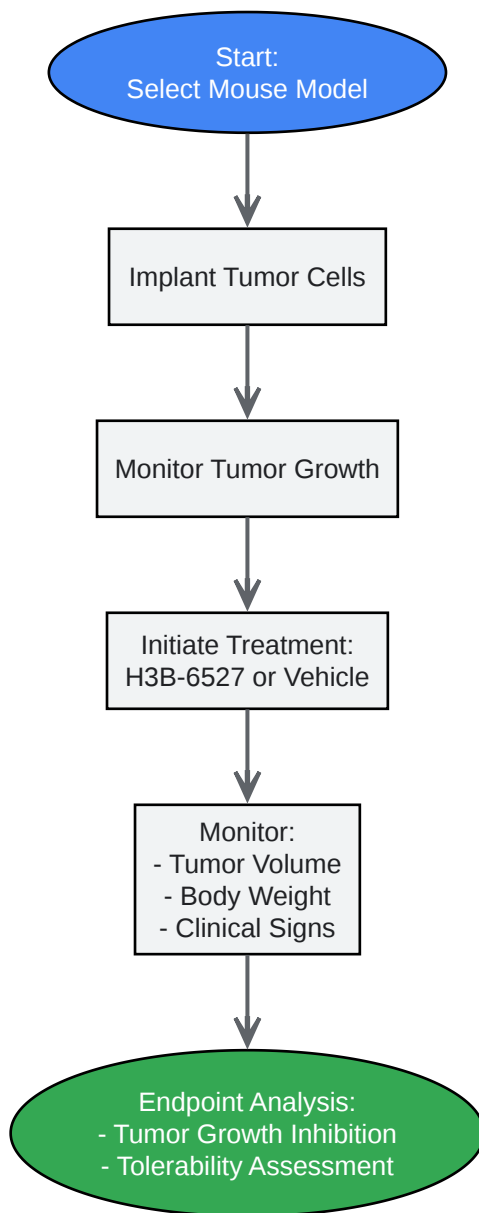 Start:
Select Mouse Model
Implant Tumor Cells
Monitor Tumor Growth
Initiate Treatment:
H3B-6527 or Vehicle
Monitor:
- Tumor Volume
- Body Weight
- Clinical Signs
Endpoint Analysis:
- Tumor Growth Inhibition
- Tolerability Assessment